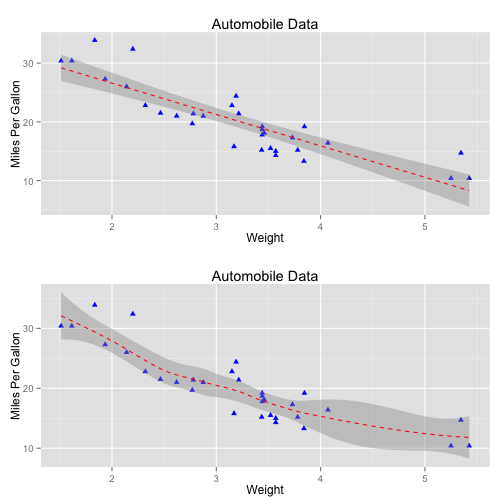 Automobile Data
Miles Per Gallon
30
20
10
2 3 4 5
Weight
Automobile Data
Miles Per Gallon
30
20
10
2 3 4 5
Weight